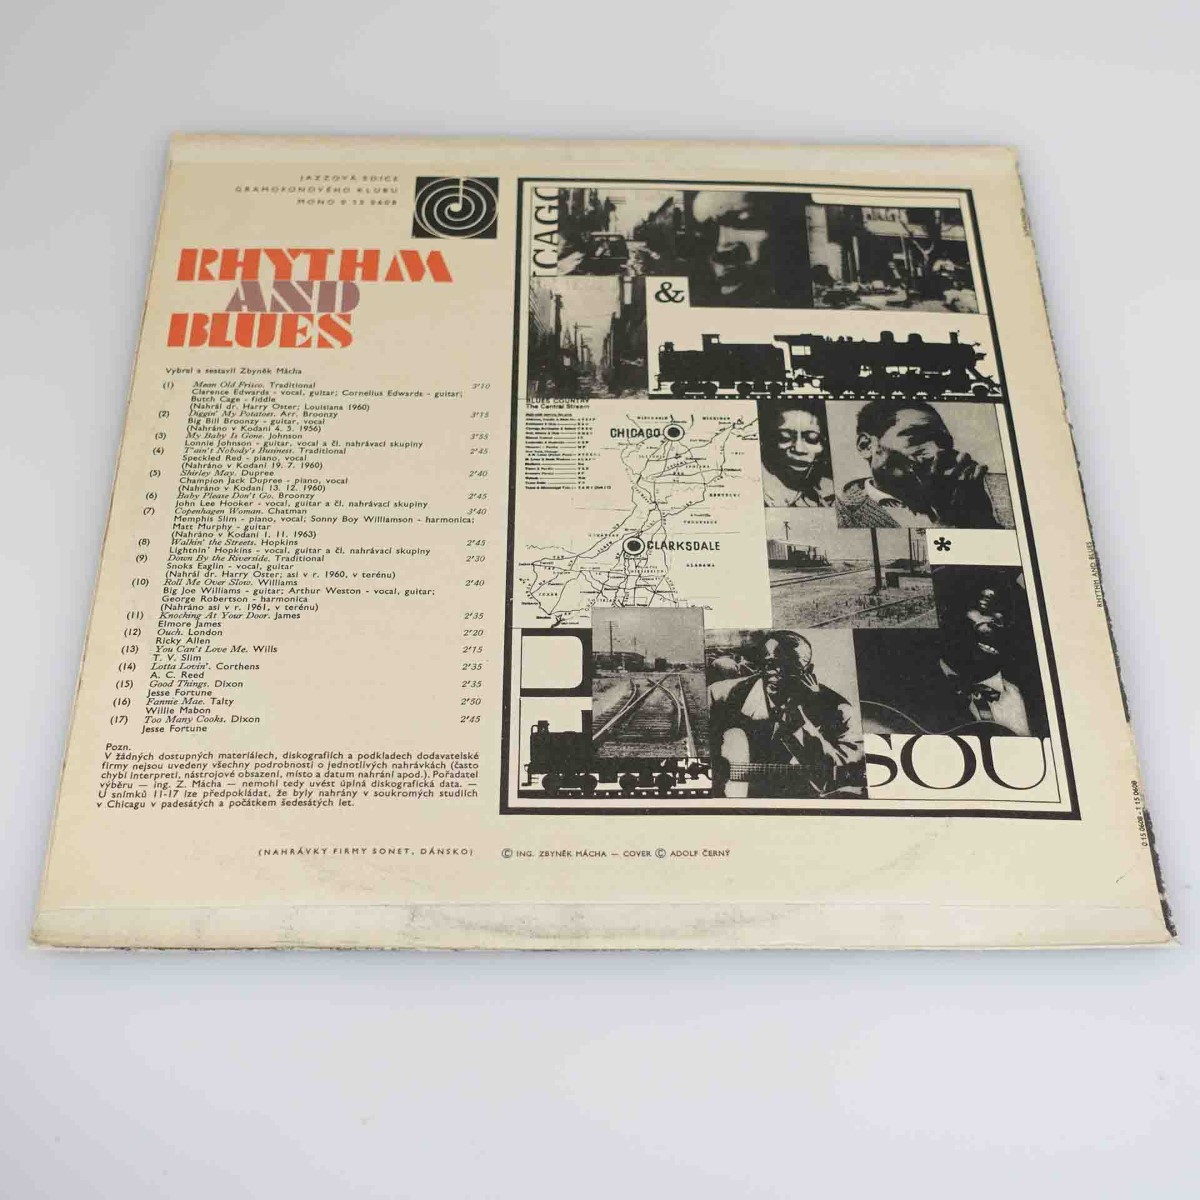 JAZZOVÁ EDICE
GRAMOFONOVÉHO KLUBU
MONO 0 15 0608
RHYTHM
AND
BLUES
Vybral a sestavil Zbyněk Mácha
(1) Mean Old Frisco. Traditional 3'10
Clarence Edwards - vocal, guitar; Cornelius Edwards - guitar;
Butch Cage - fiddle
(Nahrál dr. Harry Oster; Louisiana 1960)
(2) Diggin' My Potatoes. Arr. Broonzy 3'15
Big Bill Broonzy - guitar, vocal
(Nahráno v Kodani 4. 5. 1956)
(3) My Baby Is Gone. Johnson 3'55
Lonnie Johnson - guitar, vocal a čl. nahrávací skupiny
(4) T'ain't Nobody's Business. Traditional 2'45
Speckled Red - piano, vocal
(Nahráno v Kodani 19. 7. 1960)
(5) Shirley May. Dupree 2'40
Champion Jack Dupree - piano, vocal
(Nahráno v Kodani 13. 12. 1960)
(6) Baby Please Don't Go. Broonzy 2'45
John Lee Hooker - vocal, guitar a čl. nahrávací skupiny
(7) Copenhagen Woman. Chatman 3'40
Memphis Slim - piano, vocal; Sonny Boy Williamson - harmonica;
Matt Murphy - guitar
(Nahráno v Kodani 1. 11. 1963)
(8) Walkin' the Streets. Hopkins 2'45
Lightnin' Hopkins - vocal, guitar a čl. nahrávací skupiny
(9) Down By the Riverside. Traditional 2'30
Snoks Eaglin - vocal, guitar
(Nahrál dr. Harry Oster; asi v r. 1960, v terénu)
(10) Roll Me Over Slow. Williams 2'40
Big Joe Williams - guitar; Arthur Weston - vocal, guitar;
George Robertson - harmonica
(Nahráno asi v r. 1961, v terénu)
(11) Knocking At Your Door. James 2'35
Elmore James
(12) Ouch. London 2'20
Ricky Allen
(13) You Can't Love Me. Wills 2'15
T. V. Slim
(14) Lotta Lovin'. Corthens 2'35
A. C. Reed
(15) Good Things. Dixon 2'35
Jesse Fortune
(16) Fannie Mae. Talty 2'50
Willie Mabon
(17) Too Many Cooks. Dixon 2'45
Jesse Fortune
Pozn.
V žádných dostupných materiálech, diskografiích a podkladech dodavatelské
firmy nejsou uvedeny všechny podrobnosti o jednotlivých nahrávkách (často
chybí interpreti, nástrojové obsazení, místo a datum nahrání apod.). Pořadatel
výběru — ing. Z. Mácha — nemohl tedy uvést úplná diskografická data. —
U snímků 11-17 lze předpokládat, že byly nahrány v soukromých studiích
v Chicagu v padesátých a počátkem šedesátých let.
(NAHRÁVKY FIRMY SONET, DÁNSKO) © ING. ZBYNĚK MÁCHA — COVER © ADOLF ČERNÝ
ICAGO
&
BLUES COUNTRY
The Central Stream
WISCONSIN
MICHIGAN
CHICAGO
KENTUCKY
CLARKSDALE
ALABAMA
*
SOU
RHYTHM AND BLUES
0 15 0608 - 1 15 0608